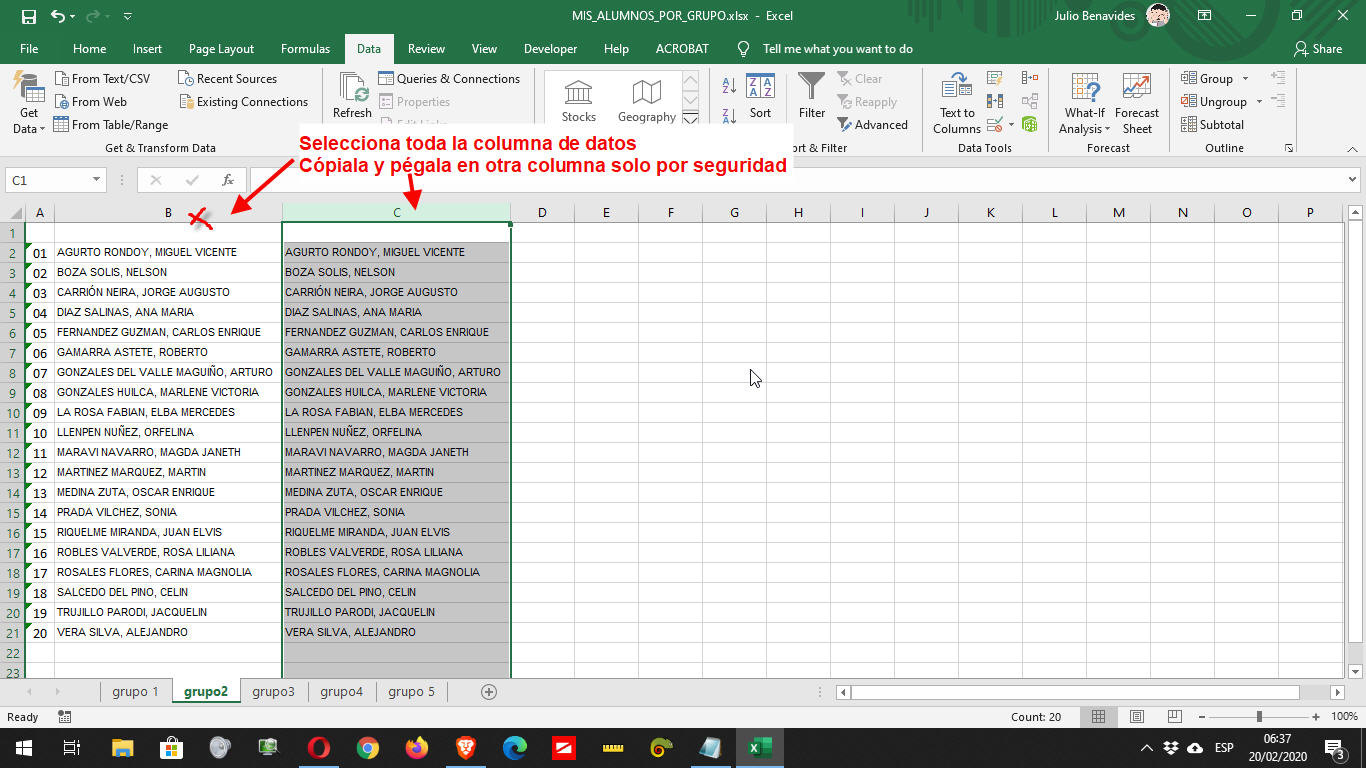 MIS_ALUMNOS_POR_GRUPO.xlsx - Excel
Julio Benavides
File Home Insert Page Layout Formulas Data Review View Developer Help ACROBAT Tell me what you want to do Share
Get Data
From Text/CSV
From Web
From Table/Range
Recent Sources
Existing Connections
Get & Transform Data
Refresh
Queries & Connections
Properties
Edit Links
Stocks
Geography
Sort
Filter
Clear
Reapply
Advanced
Sort & Filter
Text to Columns
Data Tools
What-If Analysis
Forecast Sheet
Forecast
Group
Ungroup
Subtotal
Outline
Selecciona toda la columna de datos
Cópiala y pégala en otra columna solo por seguridad
C1
fx
A B C D E F G H I J K L M N O P
1
2 01 AGURTO RONDOY, MIGUEL VICENTE AGURTO RONDOY, MIGUEL VICENTE
3 02 BOZA SOLIS, NELSON BOZA SOLIS, NELSON
4 03 CARRIÓN NEIRA, JORGE AUGUSTO CARRIÓN NEIRA, JORGE AUGUSTO
5 04 DIAZ SALINAS, ANA MARIA DIAZ SALINAS, ANA MARIA
6 05 FERNANDEZ GUZMAN, CARLOS ENRIQUE FERNANDEZ GUZMAN, CARLOS ENRIQUE
7 06 GAMARRA ASTETE, ROBERTO GAMARRA ASTETE, ROBERTO
8 07 GONZALES DEL VALLE MAGUIÑO, ARTURO GONZALES DEL VALLE MAGUIÑO, ARTURO
9 08 GONZALES HUILCA, MARLENE VICTORIA GONZALES HUILCA, MARLENE VICTORIA
10 09 LA ROSA FABIAN, ELBA MERCEDES LA ROSA FABIAN, ELBA MERCEDES
11 10 LLENPEN NUÑEZ, ORFELINA LLENPEN NUÑEZ, ORFELINA
12 11 MARAVI NAVARRO, MAGDA JANETH MARAVI NAVARRO, MAGDA JANETH
13 12 MARTINEZ MARQUEZ, MARTIN MARTINEZ MARQUEZ, MARTIN
14 13 MEDINA ZUTA, OSCAR ENRIQUE MEDINA ZUTA, OSCAR ENRIQUE
15 14 PRADA VILCHEZ, SONIA PRADA VILCHEZ, SONIA
16 15 RIQUELME MIRANDA, JUAN ELVIS RIQUELME MIRANDA, JUAN ELVIS
17 16 ROBLES VALVERDE, ROSA LILIANA ROBLES VALVERDE, ROSA LILIANA
18 17 ROSALES FLORES, CARINA MAGNOLIA ROSALES FLORES, CARINA MAGNOLIA
19 18 SALCEDO DEL PINO, CELIN SALCEDO DEL PINO, CELIN
20 19 TRUJILLO PARODI, JACQUELIN TRUJILLO PARODI, JACQUELIN
21 20 VERA SILVA, ALEJANDRO VERA SILVA, ALEJANDRO
22
23
grupo 1 grupo2 grupo3 grupo4 grupo 5
Ready Count: 20 100%
ESP 06:37
20/02/2020 3